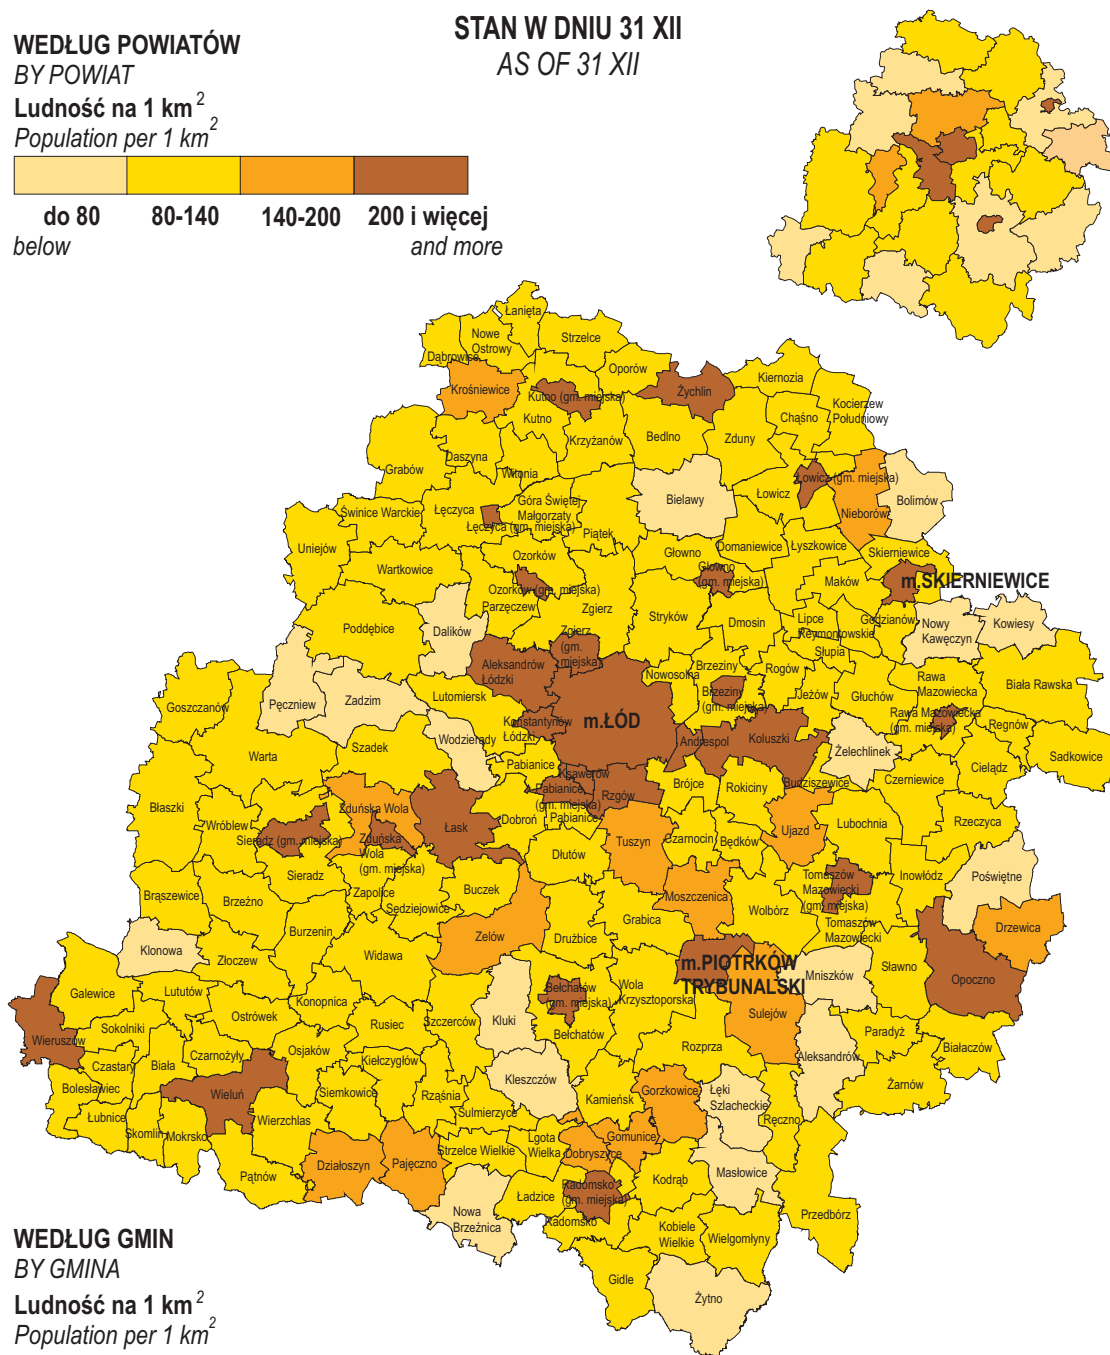 STAN W DNIU 31 XII
AS OF 31 XII
WEDŁUG POWIATÓW
BY POWIAT
Ludność na 1 km 2
Population per 1 km2
do 80
80-140
140-200
200 i więcej
below
and more
Łanięta
Nowe
Ostrowy
Strzelce
Dąbrowice
Oporów
Krośniewice
Kutno (gm. miejska)
Żychlin
Kiernozia
Kocierzew
Południowy
Chąśno
Kutno
Krzyżanów
Bedlno
Zduny
Daszyna
Grabów
Witonia
Łowicz (gm. miejska)
Bielawy
Łowicz
Bolimów
Nieborów
Świnice Warckie
Łęczyca
Góra Świętej
Małgorzaty
Łęczyca (gm. miejska)
Piątek
Uniejów
Ozorków
Głowno
Domaniewice
Łyszkowice
Skierniewice
Wartkowice
Głowno
(gm. miejska)
m.SKIERNIEWICE
Ozorków (gm. miejska)
Maków
Parzęczew
Zgierz
Stryków
Dmosin
Lipce
Reymontowskie
Godzianów
Nowy
Kawęczyn
Kowiesy
Poddębice
Dalików
Zgierz
(gm.
miejska)
Słupia
Aleksandrów
Łódzki
Nowosolna
Brzeziny
Rogów
Rawa
Mazowiecka
Biała Rawska
Pęczniew
Zadzim
Lutomiersk
Brzeziny
(gm. miejska)
Jeżów
Głuchów
Goszczanów
Konstantynów
Łódzki
m.ŁÓD
Rawa Mazowiecka
(gm. miejska)
Regnów
Warta
Szadek
Wodzierady
Andrespol
Koluszki
Żelechlinek
Sadkowice
Pabianice
Ksawerów
Cielądz
Pabianice
(gm. miejska)
Rzgów
Brójce
Rokiciny
Budziszewice
Czerniewice
Błaszki
Zduńska Wola
Łask
Dobroń
Pabianice
Wróblew
Sieradz (gm. miejska)
Zduńska
Wola
(gm. miejska)
Tuszyn
Czarnocin
Będków
Ujazd
Lubochnia
Rzeczyca
Dłutów
Sieradz
Tomaszów
Mazowiecki
(gm. miejska)
Inowłódz
Poświętne
Brąszewice
Brzeźno
Zapolice
Sędziejowice
Buczek
Moszczenica
Wolbórz
Grabica
Burzenin
Tomaszów
Mazowiecki
Drzewica
Klonowa
Złoczew
Widawa
Zelów
Drużbice
m.PIOTRKÓW
TRYBUNALSKI
Mniszków
Sławno
Opoczno
Galewice
Lututów
Konopnica
Kluki
Bełchatów
(gm. miejska)
Wola
Krzysztoporska
Ostrówek
Sulejów
Sokolniki
Rusiec
Szczerców
Wieruszów
Bełchatów
Rozprza
Paradyż
Białaczów
Czarnożyły
Osjaków
Aleksandrów
Czastary
Biała
Kiełczygłów
Kleszczów
Bolesławiec
Wieluń
Siemkowice
Rząśnia
Kamieńsk
Gorzkowice
Łęki
Szlacheckie
Żarnów
Łubnice
Skomlin
Mokrsko
Wierzchlas
Sulmierzyce
Ręczno
Strzelce Wielkie
Lgota
Wielka
Dobryszyce
Gomunice
Działoszyn
Pajęczno
Pątnów
Kodrąb
Masłowice
Ładzice
Radomsko
(gm. miejska)
Nowa
Brzeźnica
Radomsko
Kobiele
Wielkie
Wielgomłyny
Przedbórz
Gidle
Żytno
WEDŁUG GMIN
BY GMINA
Ludność na 1 km 2
Population per 1 km2